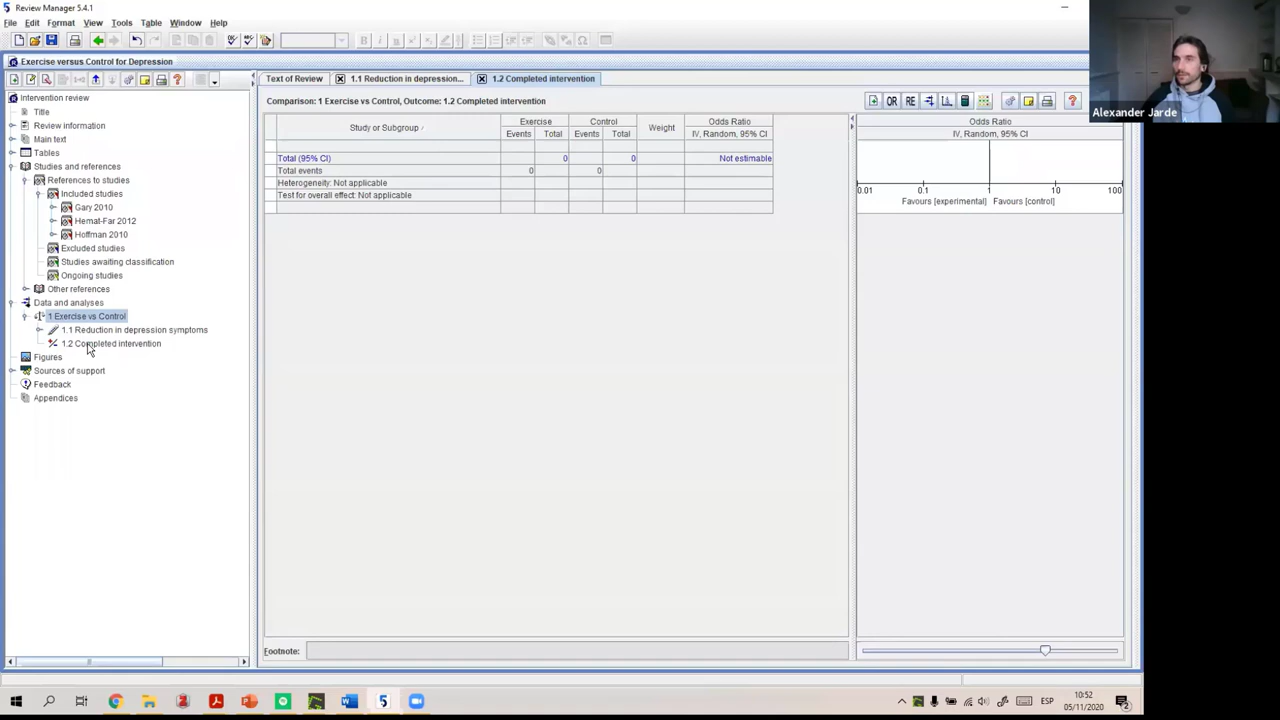 Review Manager 5.4.1
File Edit Format View Tools Table Window Help
Exercise versus Control for Depression
Intervention review
Title
Review information
Main text
Tables
Studies and references
References to studies
Included studies
Gary 2010
Hemat-Far 2012
Hoffman 2010
Excluded studies
Studies awaiting classification
Ongoing studies
Other references
Data and analyses
1 Exercise vs Control
1.1 Reduction in depression symptoms
1.2 Completed intervention
Figures
Sources of support
Feedback
Appendices
Text of Review
1.1 Reduction in depression...
1.2 Completed intervention
Comparison: 1 Exercise vs Control, Outcome: 1.2 Completed intervention
OR RE
Study or Subgroup
Exercise
Control
Weight
Odds Ratio
Events Total Events Total
IV, Random, 95% CI
Total (95% CI) 0 0 Not estimable
Total events 0 0
Heterogeneity: Not applicable
Test for overall effect: Not applicable
Odds Ratio
IV, Random, 95% CI
0.01 0.1 1 10 100
Favours [experimental] Favours [control]
Footnote:
Alexander Jarde
ESP
10:52
05/11/2020
2